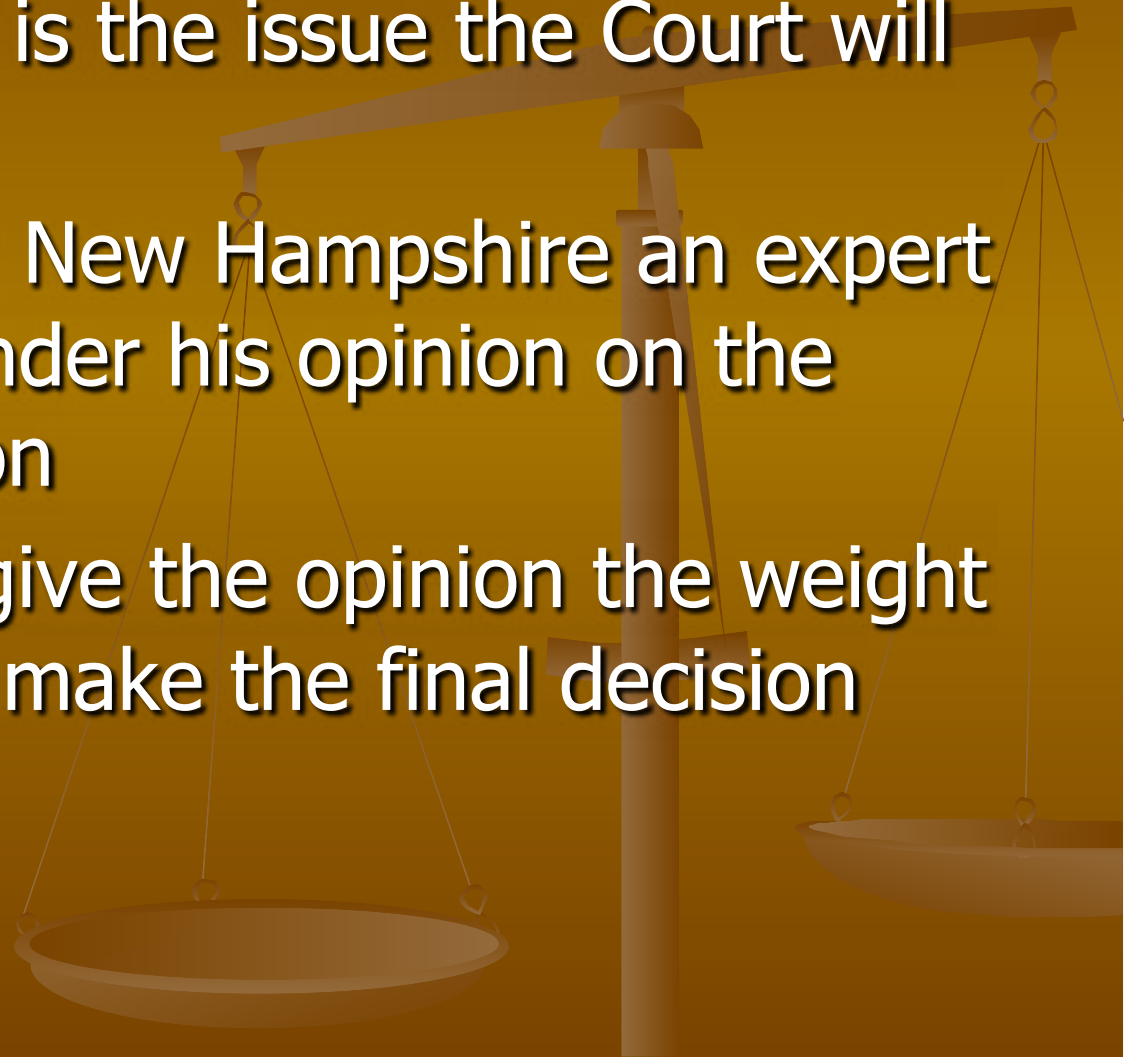 is the issue the Court will
New Hampshire an expert
nder his opinion on the
on
give the opinion the weight
make the final decision